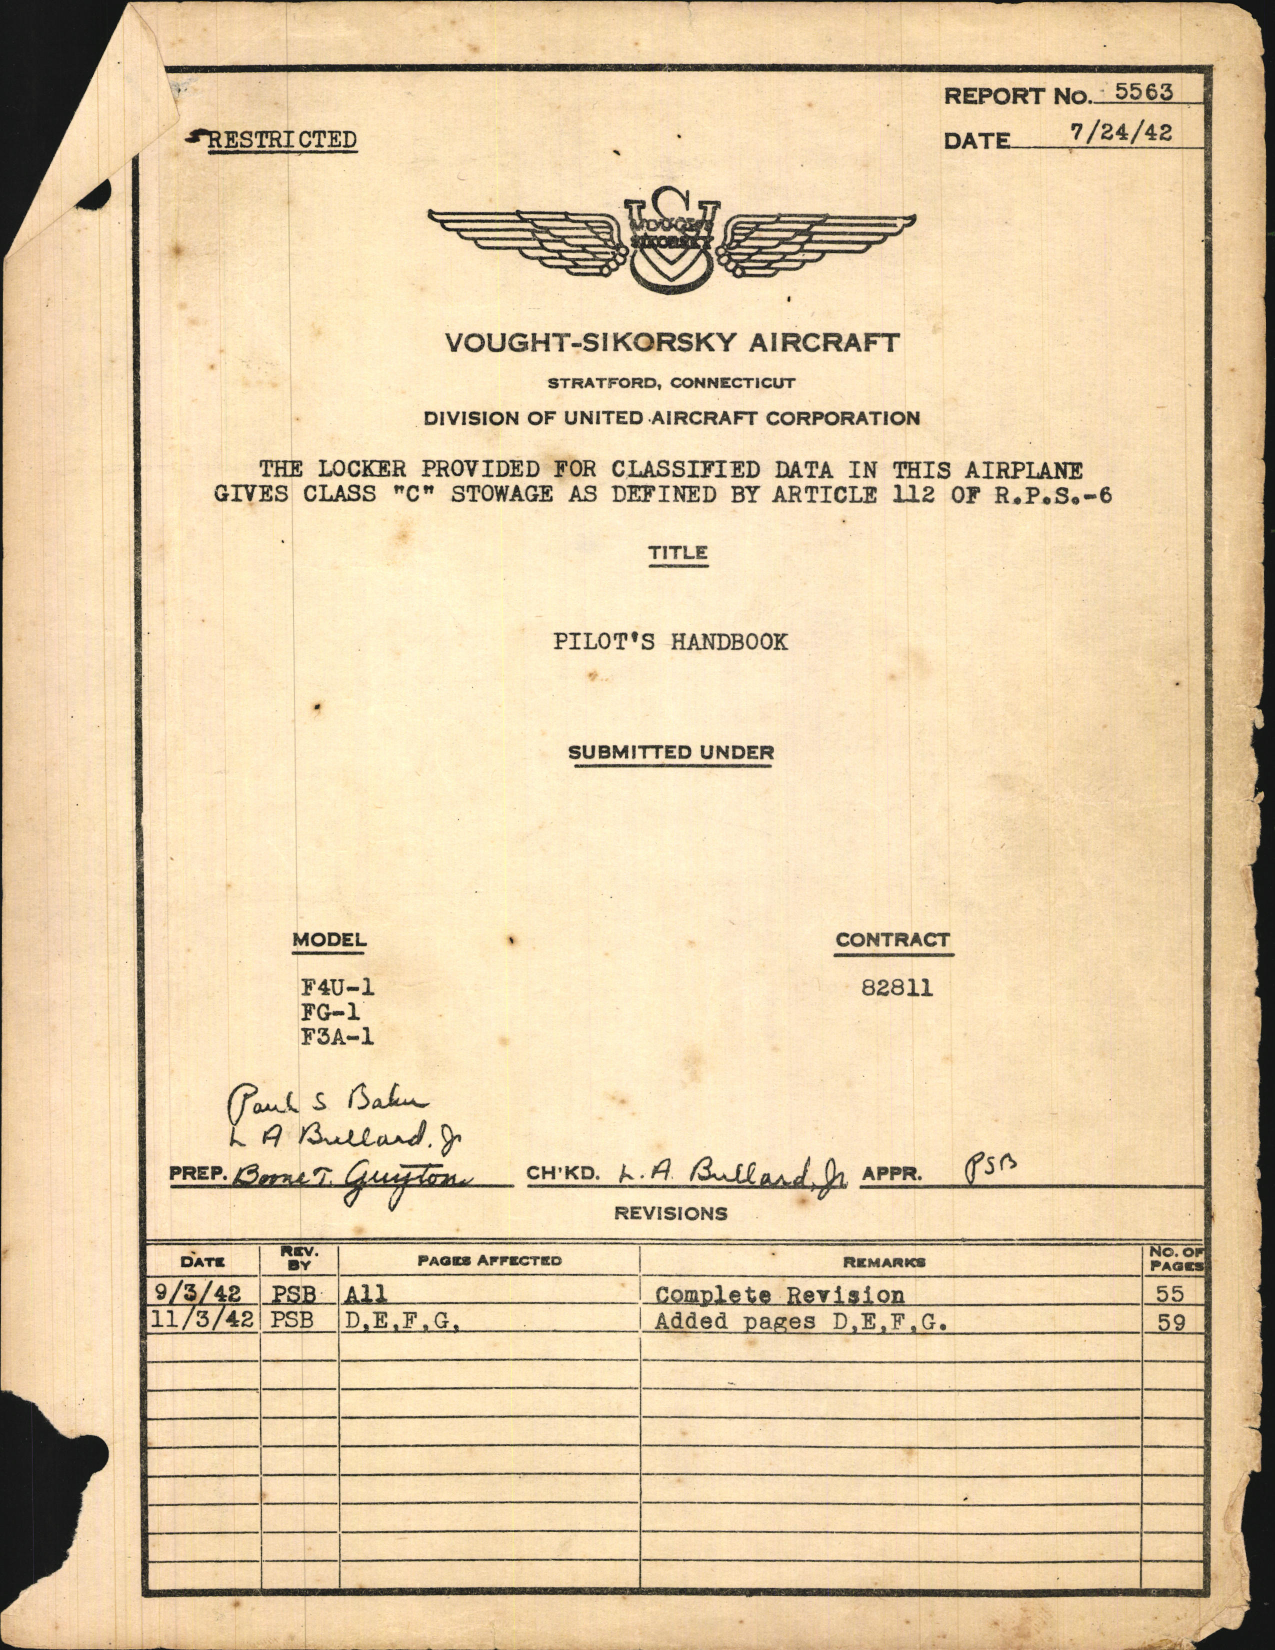 REPORT No. 5563
RESTRICTED
DATE 7/24/42
VS
VOUGHT
SIKORSKY
VOUGHT-SIKORSKY AIRCRAFT
STRATFORD, CONNECTICUT
DIVISION OF UNITED AIRCRAFT CORPORATION
THE LOCKER PROVIDED FOR CLASSIFIED DATA IN THIS AIRPLANE
GIVES CLASS "C" STOWAGE AS DEFINED BY ARTICLE 112 OF R.P.S.-6
TITLE
PILOT'S HANDBOOK
SUBMITTED UNDER
MODEL CONTRACT
F4U-1 82811
FG-1
F3A-1
Paul S Baker
L A Bullard, Jr
PREP. Boone T. Guyton CH'KD. L. A. Bullard, Jr APPR. PSB
REVISIONS
DATE REV. BY PAGES AFFECTED REMARKS NO. OF PAGES
9/3/42 PSB All Complete Revision 55
11/3/42 PSB D,E,F,G, Added pages D,E,F,G. 59